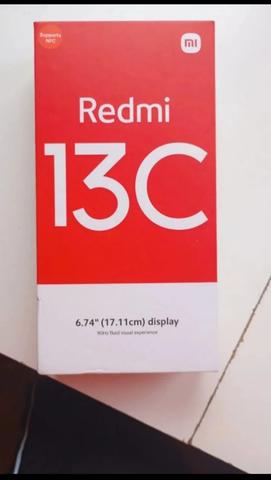 Supports
NFC
mi
Redmi
13C
6.74" (17.11cm) display
90Hz fluid visual experience